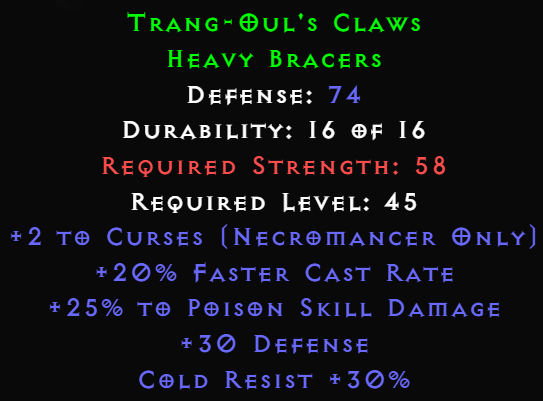 Trang-Oul's Claws
Heavy Bracers
Defense: 74
Durability: 16 of 16
Required Strength: 58
Required Level: 45
+2 to Curses (Necromancer Only)
+20% Faster Cast Rate
+25% to Poison Skill Damage
+30 Defense
Cold Resist +30%